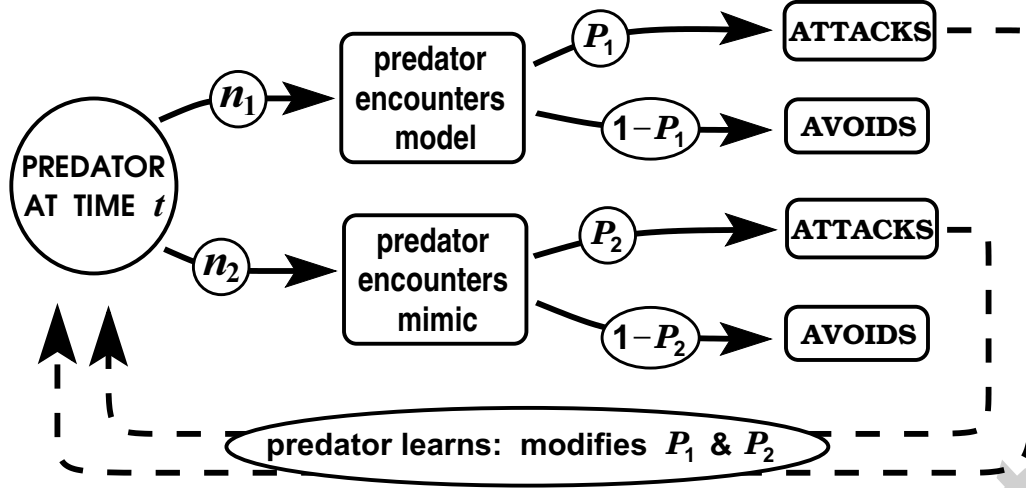 PREDATOR
AT TIME t
n₁
predator
encounters
model
P₁
ATTACKS
1−P₁
AVOIDS
n₂
predator
encounters
mimic
P₂
ATTACKS
1−P₂
AVOIDS
predator learns: modifies P₁ & P₂